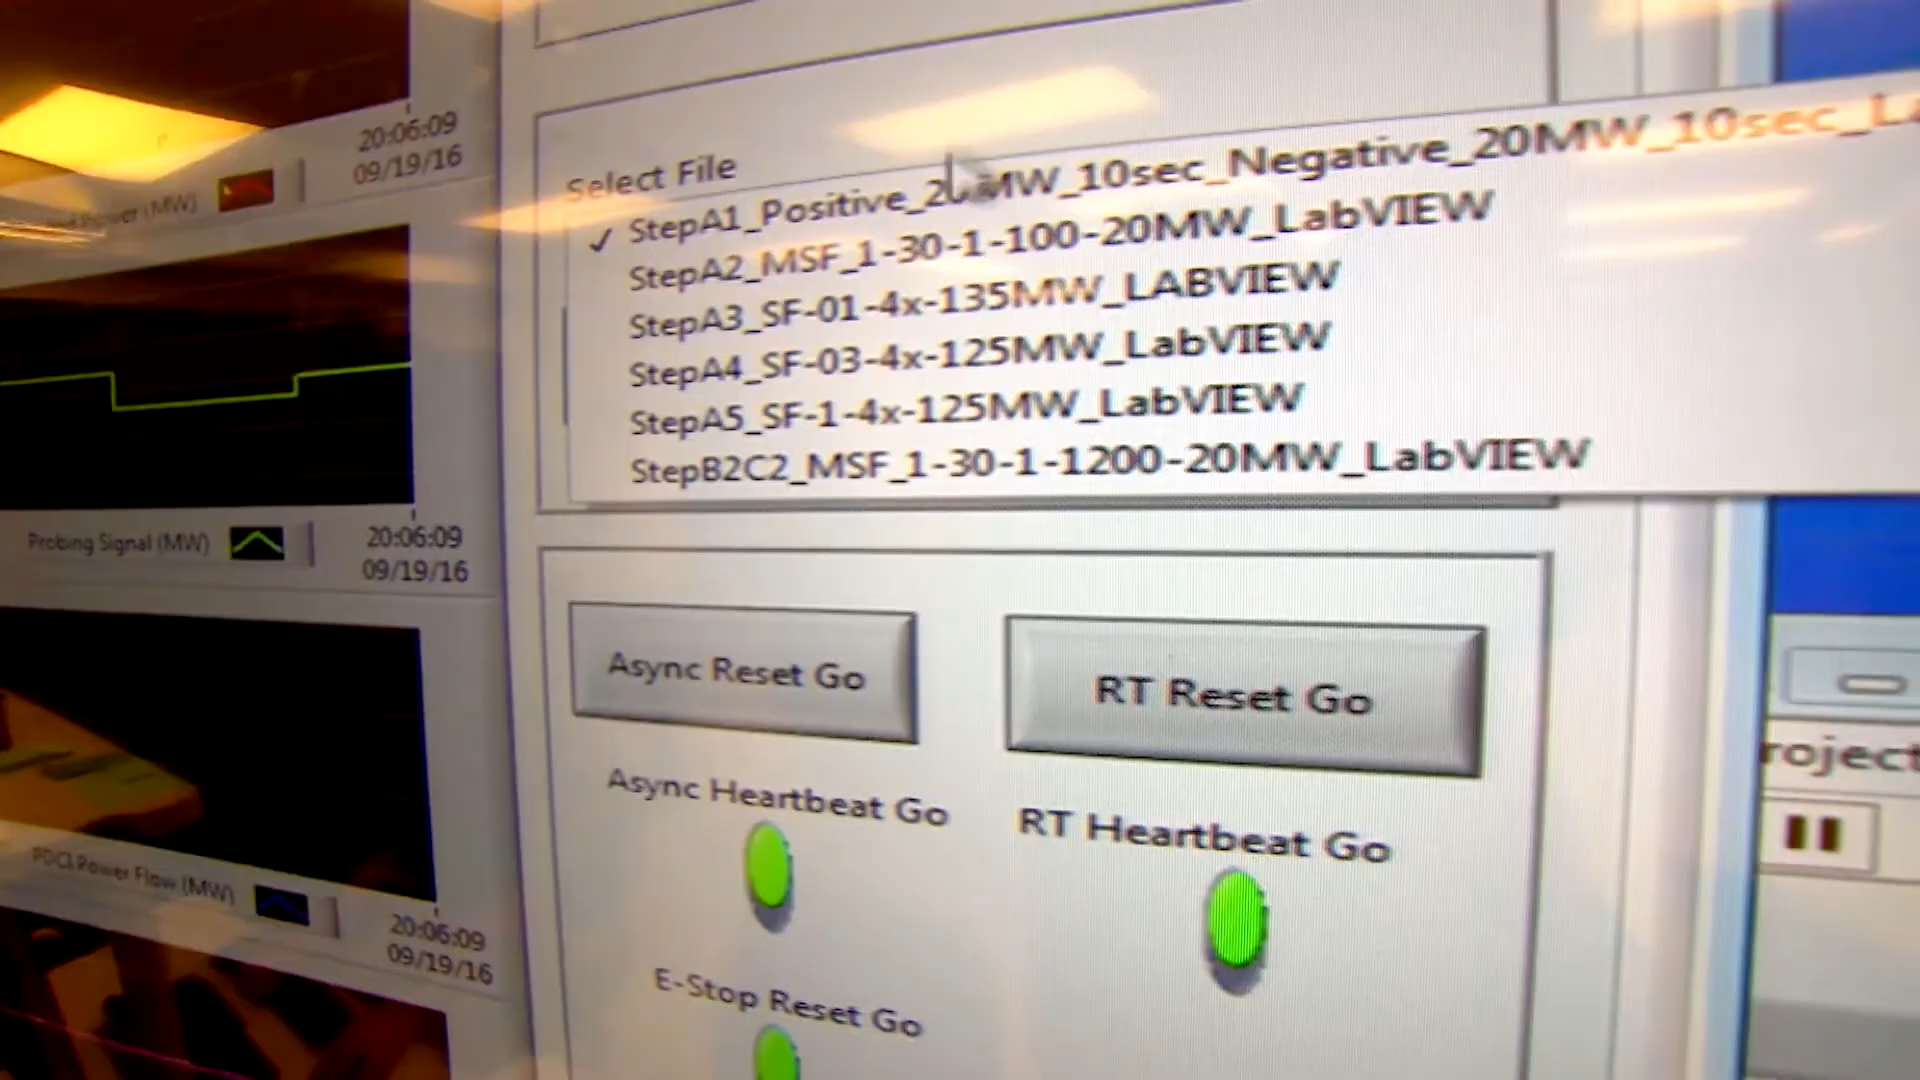 20:06:09
09/19/16
Power (MW)
Probing Signal (MW)
20:06:09
09/19/16
PDCI Power Flow (MW)
20:06:09
09/19/16
Select File
✓ StepA1_Positive_20MW_10sec_Negative_20MW_10sec_La
StepA2_MSF_1-30-1-100-20MW_LabVIEW
StepA3_SF-01-4x-135MW_LABVIEW
StepA4_SF-03-4x-125MW_LabVIEW
StepA5_SF-1-4x-125MW_LabVIEW
StepB2C2_MSF_1-30-1-1200-20MW_LabVIEW
Async Reset Go
RT Reset Go
Async Heartbeat Go
RT Heartbeat Go
E-Stop Reset Go
roject